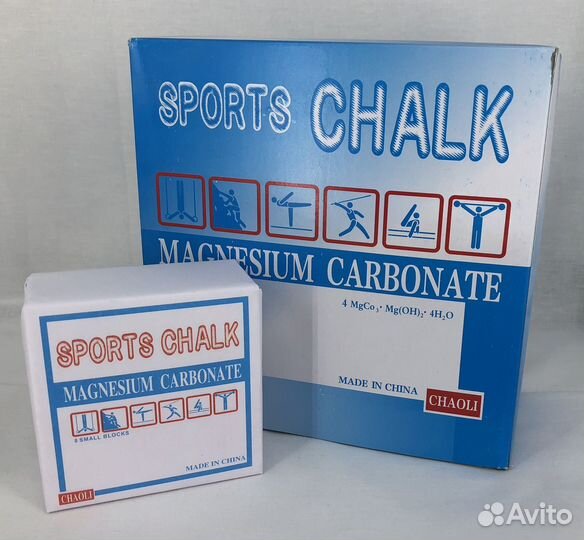 SPORTS CHALK
MAGNESIUM CARBONATE
4 MgCo₃· Mg(OH)₂· 4H₂O
MADE IN CHINA
CHAOLI
SPORTS CHALK
MAGNESIUM CARBONATE
8 SMALL BLOCKS
MADE IN CHINA
CHAOLI
Avito